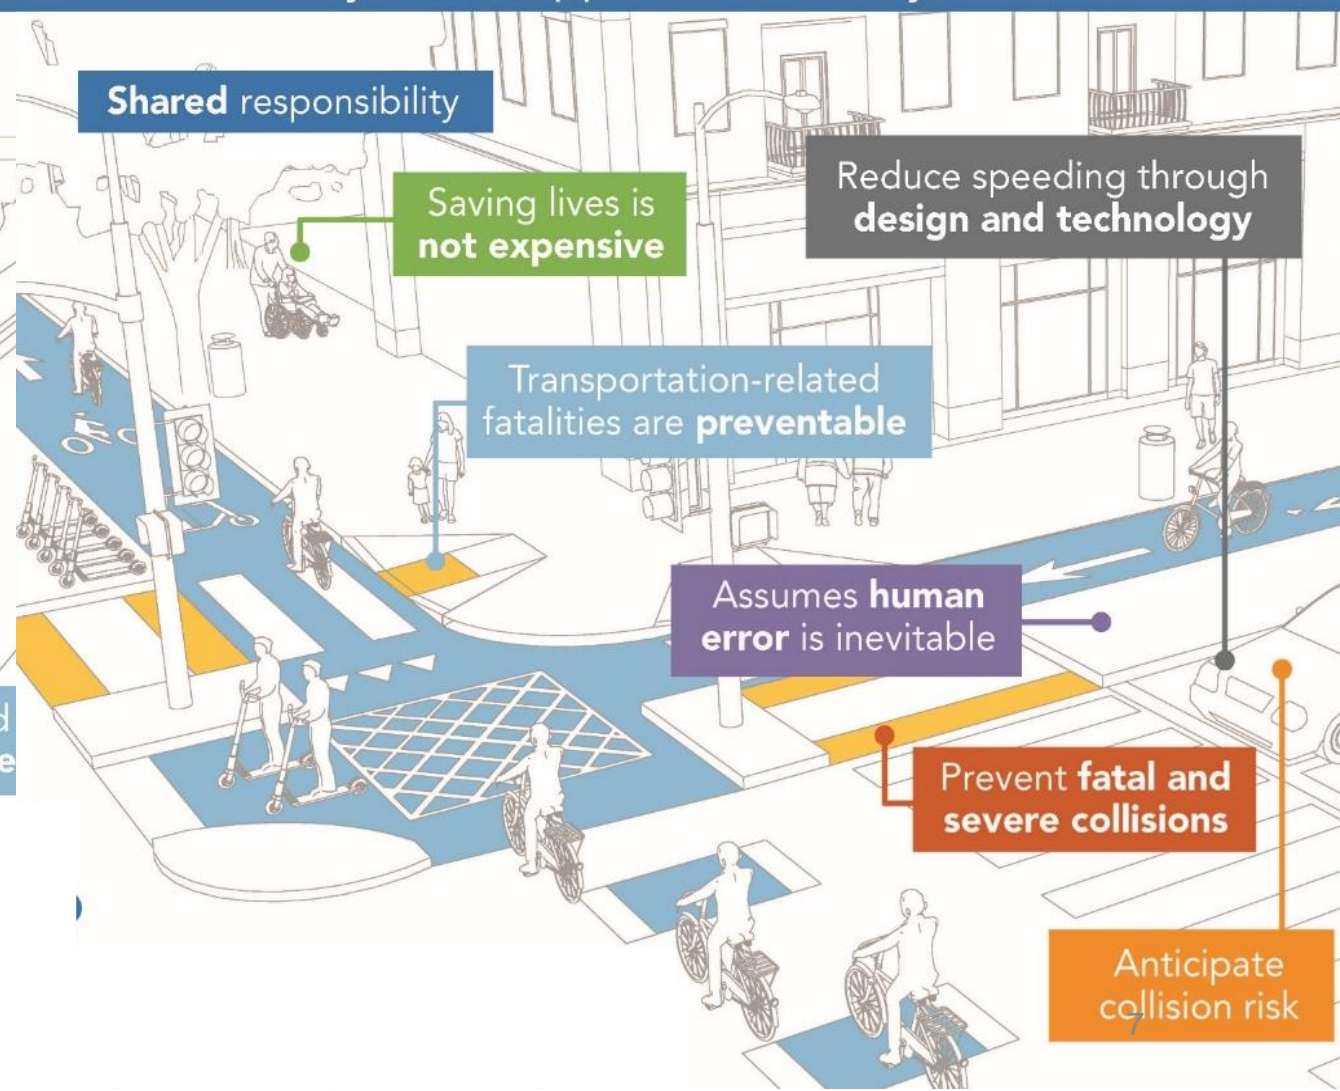 Shared responsibility
Saving lives is
not expensive
Reduce speeding through
design and technology
Transportation-related
fatalities are preventable
Assumes human
error is inevitable
Prevent fatal and
severe collisions
Anticipate
collision risk
7